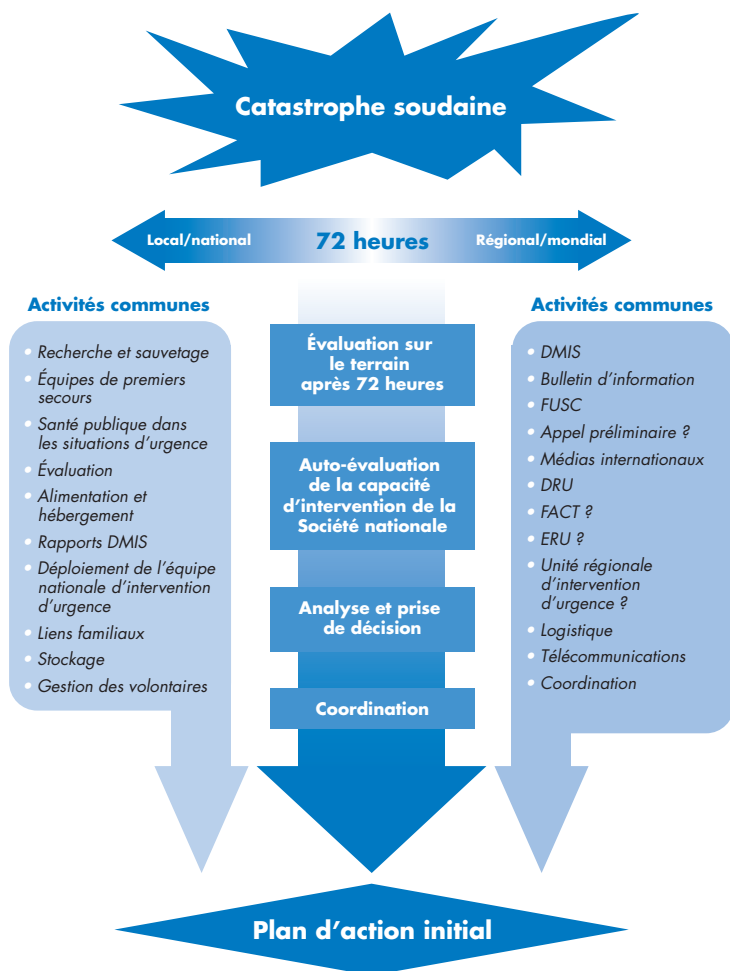 Catastrophe soudaine
Local/national
72 heures
Régional/mondial
Activités communes
• Recherche et sauvetage
• Équipes de premiers
secours
• Santé publique dans
les situations d'urgence
• Évaluation
• Alimentation et
hébergement
• Rapports DMIS
• Déploiement de l'équipe
nationale d'intervention
d'urgence
• Liens familiaux
• Stockage
• Gestion des volontaires
Évaluation sur
le terrain
après 72 heures
Auto-évaluation
de la capacité
d'intervention de la
Société nationale
Analyse et prise
de décision
Coordination
Activités communes
• DMIS
• Bulletin d'information
• FUSC
• Appel préliminaire ?
• Médias internationaux
• DRU
• FACT ?
• ERU ?
• Unité régionale
d'intervention
d'urgence ?
• Logistique
• Télécommunications
• Coordination
Plan d'action initial